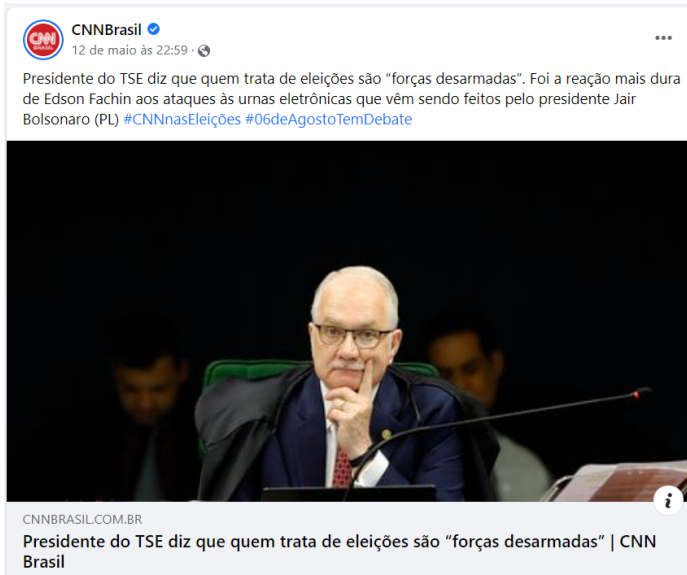 CNNBrasil
12 de maio às 22:59 ·
Presidente do TSE diz que quem trata de eleições são “forças desarmadas”. Foi a reação mais dura
de Edson Fachin aos ataques às urnas eletrônicas que vêm sendo feitos pelo presidente Jair
Bolsonaro (PL) #CNNnasEleições #06deAgostoTemDebate
CNNBRASIL.COM.BR
Presidente do TSE diz que quem trata de eleições são “forças desarmadas” | CNN
Brasil